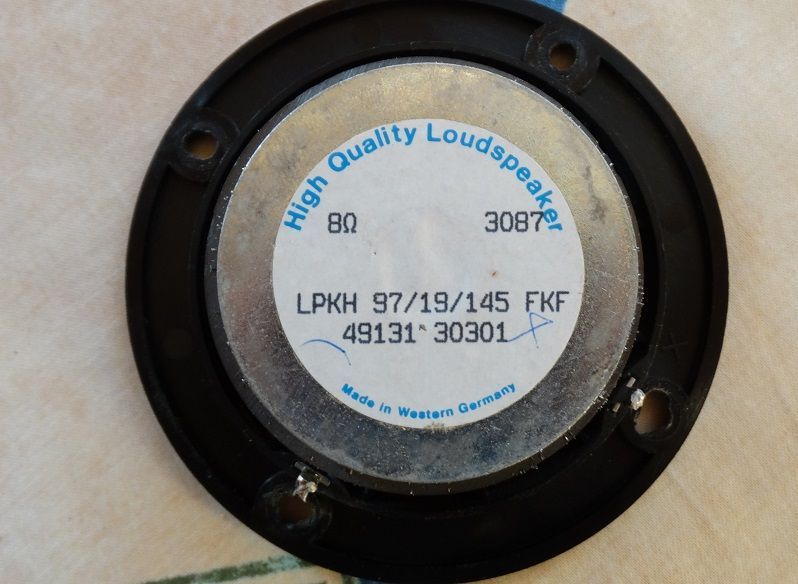 High Quality Loudspeaker
8Ω 3087
LPKH 97/19/145 FKF
49131 30301
Made in Western Germany